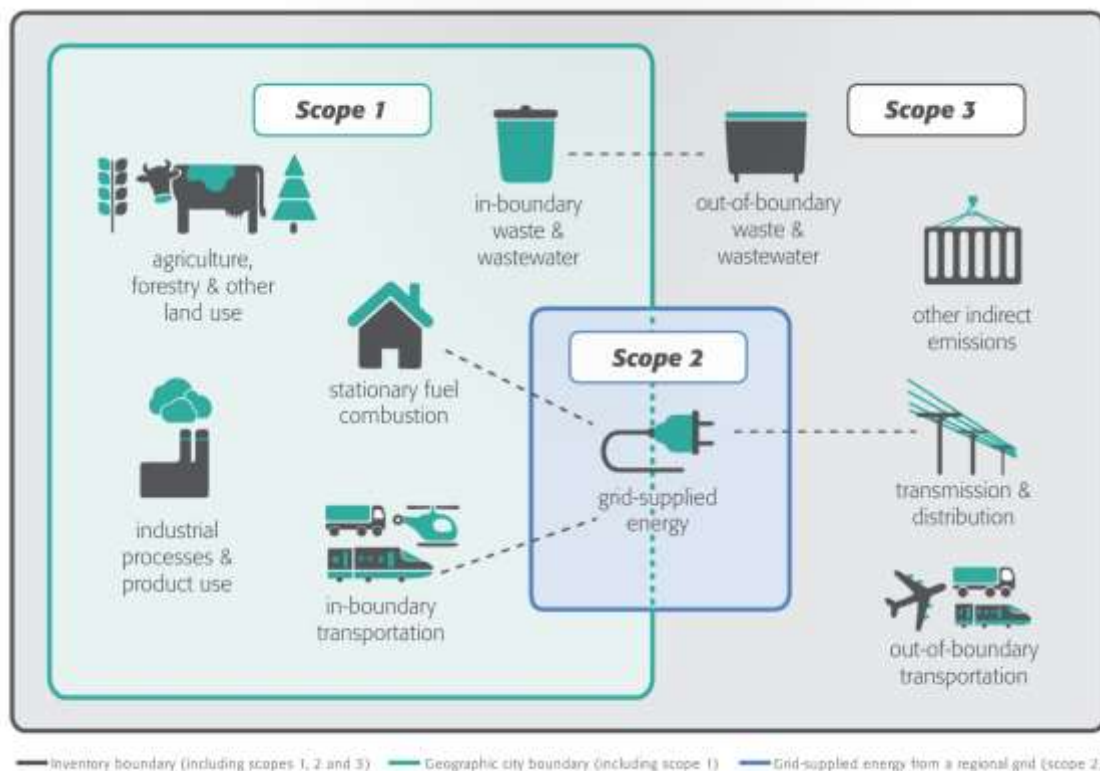 Scope 1
Scope 3
in-boundary
waste &
wastewater
out-of-boundary
waste &
wastewater
agriculture,
forestry & other
land use
other indirect
emissions
Scope 2
stationary fuel
combustion
grid-supplied
energy
transmission &
distribution
industrial
processes &
product use
in-boundary
transportation
out-of-boundary
transportation
Inventory boundary (including scopes 1, 2 and 3) Geographic city boundary (including scope 1) Grid-supplied energy from a regional grid (scope 2